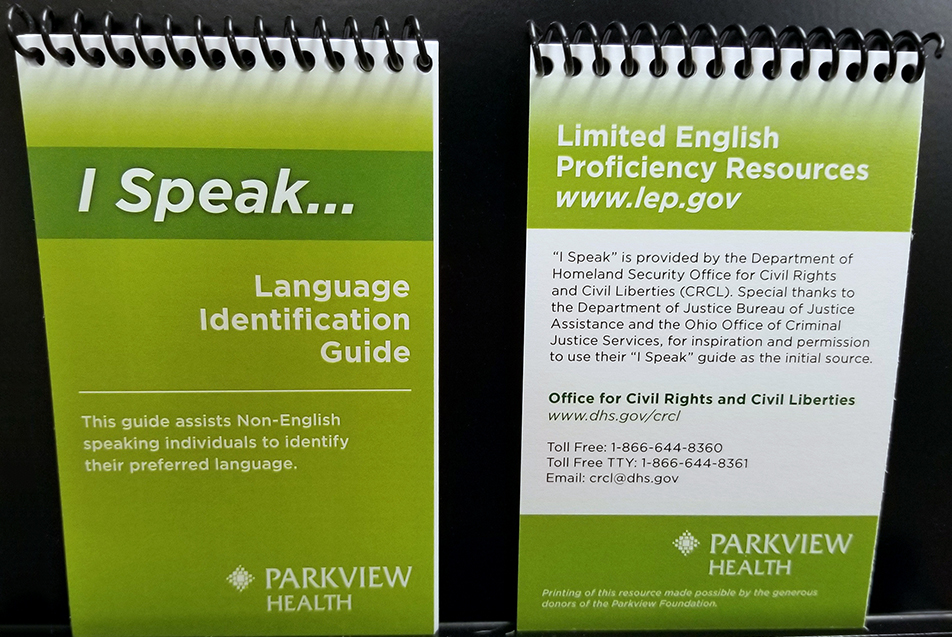 I Speak...
Language
Identification
Guide
This guide assists Non-English
speaking individuals to identify
their preferred language.
PARKVIEW
HEALTH
Limited English
Proficiency Resources
www.lep.gov
“I Speak” is provided by the Department of
Homeland Security Office for Civil Rights
and Civil Liberties (CRCL). Special thanks to
the Department of Justice Bureau of Justice
Assistance and the Ohio Office of Criminal
Justice Services, for inspiration and permission
to use their “I Speak” guide as the initial source.
Office for Civil Rights and Civil Liberties
www.dhs.gov/crcl
Toll Free: 1-866-644-8360
Toll Free TTY: 1-866-644-8361
Email: crcl@dhs.gov
PARKVIEW
HEALTH
Printing of this resource made possible by the generous
donors of the Parkview Foundation.